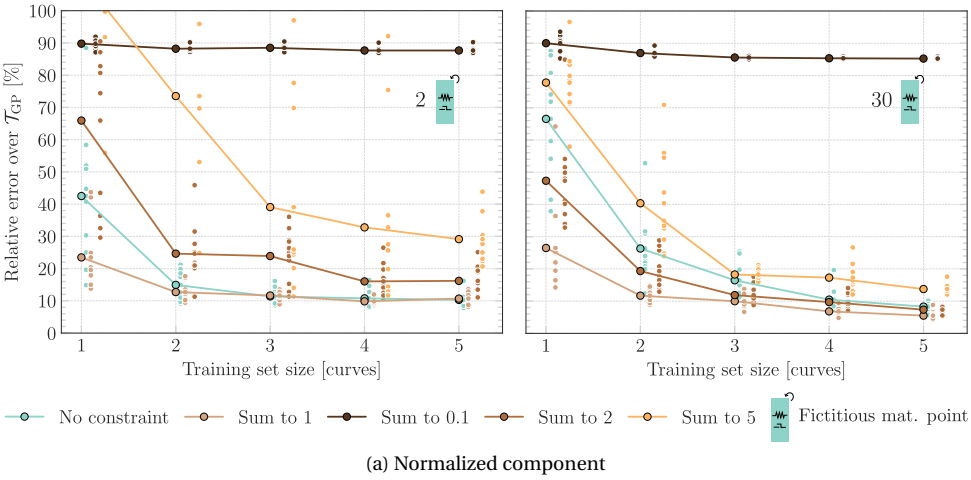 Relative error over 𝒯GP [%]
100
90
80
70
60
50
40
30
20
10
0
2
1 2 3 4 5
Training set size [curves]
30
1 2 3 4 5
Training set size [curves]
No constraint Sum to 1 Sum to 0.1 Sum to 2 Sum to 5 Fictitious mat. point
(a) Normalized component